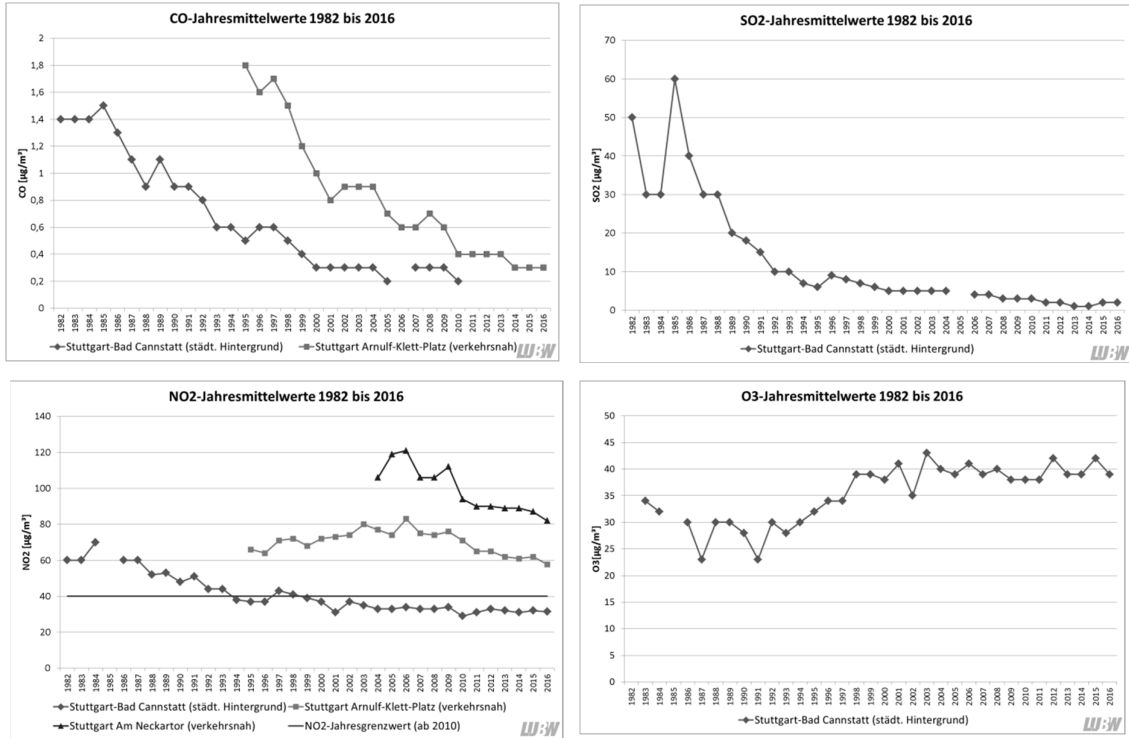 CO-Jahresmittelwerte 1982 bis 2016
2
1,8
1,6
1,4
1,2
1
0,8
0,6
0,4
0,2
0
CO [µg/m³]
1982 1983 1984 1985 1986 1987 1988 1989 1990 1991 1992 1993 1994 1995 1996 1997 1998 1999 2000 2001 2002 2003 2004 2005 2006 2007 2008 2009 2010 2011 2012 2013 2014 2015 2016
Stuttgart-Bad Cannstatt (städt. Hintergrund) Stuttgart Arnulf-Klett-Platz (verkehrsnah)
LUBW
SO2-Jahresmittelwerte 1982 bis 2016
70
60
50
40
30
20
10
0
SO2 [µg/m³]
1982 1983 1984 1985 1986 1987 1988 1989 1990 1991 1992 1993 1994 1995 1996 1997 1998 1999 2000 2001 2002 2003 2004 2005 2006 2007 2008 2009 2010 2011 2012 2013 2014 2015 2016
Stuttgart-Bad Cannstatt (städt. Hintergrund)
LUBW
NO2-Jahresmittelwerte 1982 bis 2016
140
120
100
80
60
40
20
0
NO2 [µg/m³]
1982 1983 1984 1985 1986 1987 1988 1989 1990 1991 1992 1993 1994 1995 1996 1997 1998 1999 2000 2001 2002 2003 2004 2005 2006 2007 2008 2009 2010 2011 2012 2013 2014 2015 2016
Stuttgart-Bad Cannstatt (städt. Hintergrund) Stuttgart Arnulf-Klett-Platz (verkehrsnah)
Stuttgart Am Neckartor (verkehrsnah) NO2-Jahresgrenzwert (ab 2010)
LUBW
O3-Jahresmittelwerte 1982 bis 2016
50
45
40
35
30
25
20
15
10
5
0
O3[µg/m³]
1982 1983 1984 1985 1986 1987 1988 1989 1990 1991 1992 1993 1994 1995 1996 1997 1998 1999 2000 2001 2002 2003 2004 2005 2006 2007 2008 2009 2010 2011 2012 2013 2014 2015 2016
Stuttgart-Bad Cannstatt (städt. Hintergrund)
LUBW